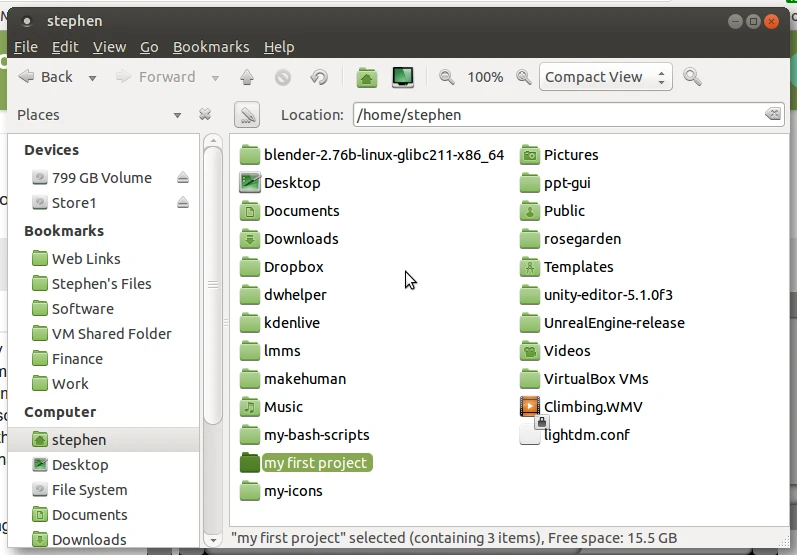 stephen
File Edit View Go Bookmarks Help
Back Forward 100% Compact View
Places Location: /home/stephen
Devices
799 GB Volume
Store1
Bookmarks
Web Links
Stephen's Files
Software
VM Shared Folder
Finance
Work
Computer
stephen
Desktop
File System
Documents
Downloads
blender-2.76b-linux-glibc211-x86_64
Desktop
Documents
Downloads
Dropbox
dwhelper
kdenlive
lmms
makehuman
Music
my-bash-scripts
my first project
my-icons
Pictures
ppt-gui
Public
rosegarden
Templates
unity-editor-5.1.0f3
UnrealEngine-release
Videos
VirtualBox VMs
Climbing.WMV
lightdm.conf
"my first project" selected (containing 3 items), Free space: 15.5 GB